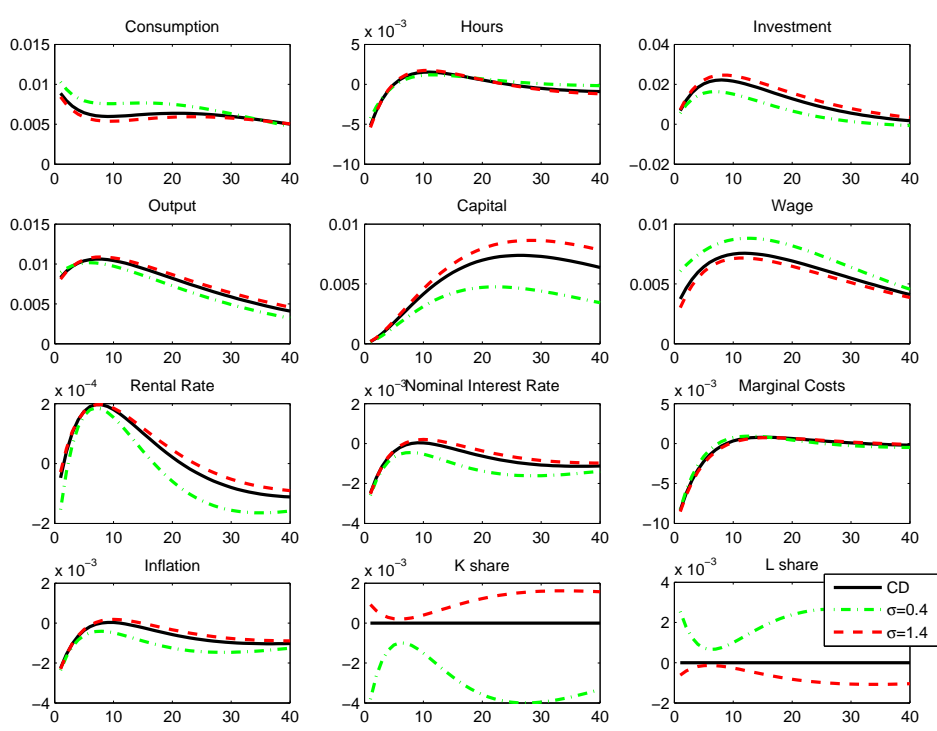 Consumption Hours Investment
x 10⁻³
0.015 5 0.04
0.01 0 0.02
0.005 −5 0
0 −10 −0.02
0 10 20 30 40 0 10 20 30 40 0 10 20 30 40
Output Capital Wage
0.015 0.01 0.01
0.01
0.005 0.005 0.005
0 0 0
0 10 20 30 40 0 10 20 30 40 0 10 20 30 40
x 10⁻⁴ Rental Rate x 10⁻³ Nominal Interest Rate x 10⁻³ Marginal Costs
2 2 5
0 0 0
−2 −5
−2 −4 −10
0 10 20 30 40 0 10 20 30 40 0 10 20 30 40
x 10⁻³ Inflation x 10⁻³ K share x 10⁻³ L share
2 2 4
0 0 2
−2 −2 0
−4 −4 −2
0 10 20 30 40 0 10 20 30 40 0 10 20 30 40
CD
σ=0.4
σ=1.4